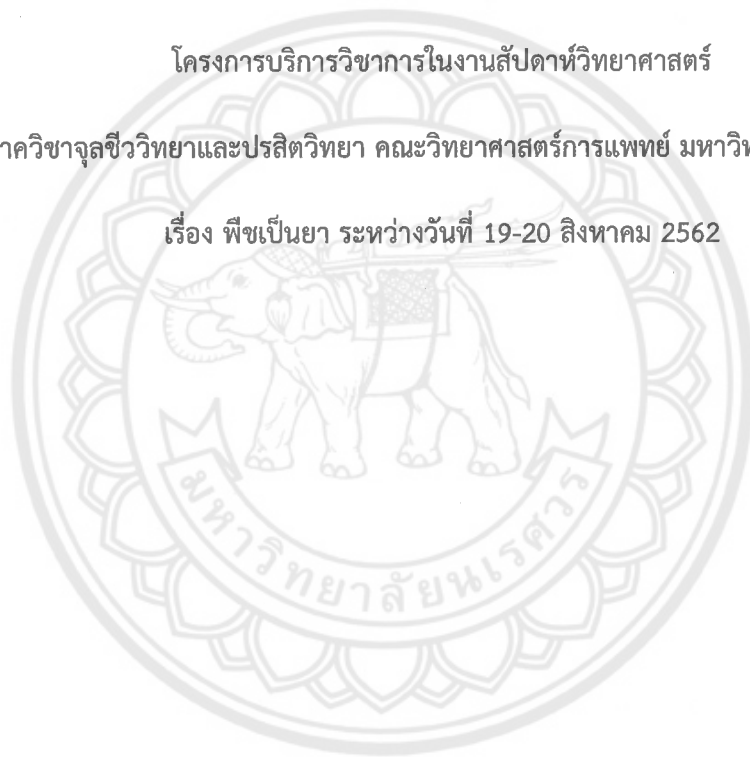 โครงการบริการวิชาการในงานสัปดาห์วิทยาศาสตร์
าควิชาจุลชีววิทยาและปรสิตวิทยา คณะวิทยาศาสตร์การแพทย์ มหาวิท
เรื่อง พืชเป็นยา ระหว่างวันที่ 19-20 สิงหาคม 2562
มหาวิทยาลัยนเรศวร